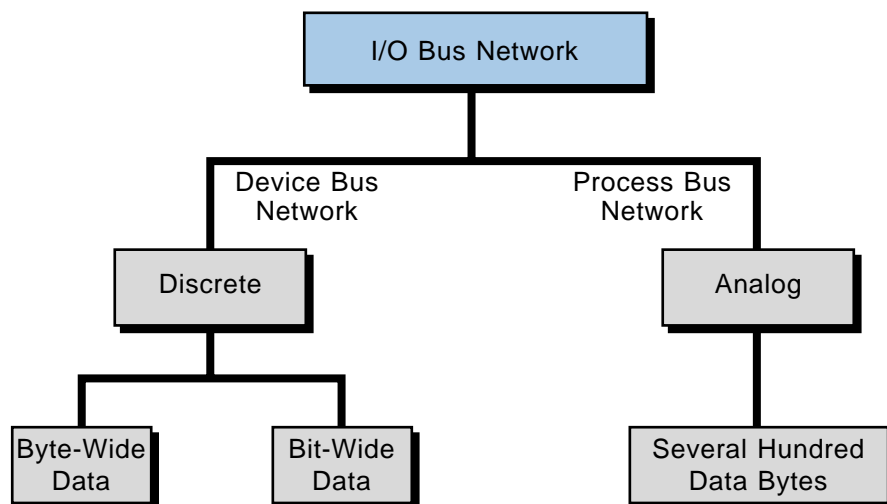 I/O Bus Network
Device Bus
Network
Process Bus
Network
Discrete
Analog
Byte-Wide
Data
Bit-Wide
Data
Several Hundred
Data Bytes